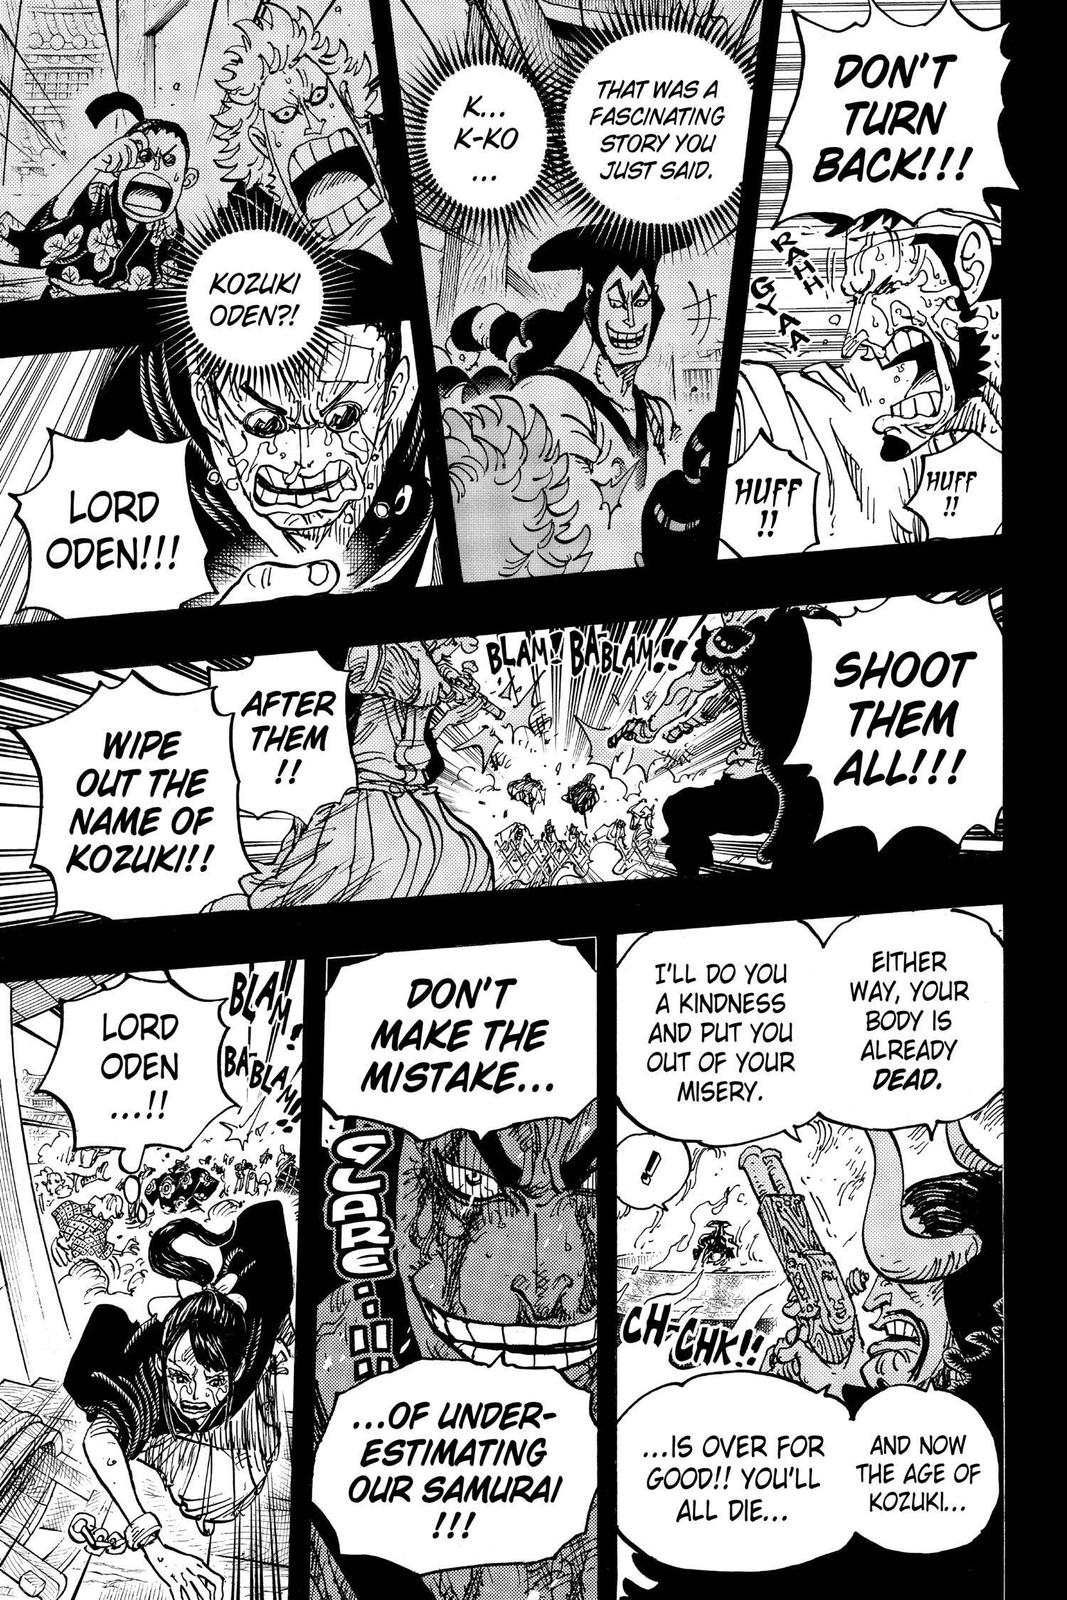 DON'T
TURN
BACK!!!
RAHH
GYAA
HUFF
!!
HUFF
!!
THAT WAS A
FASCINATING
STORY YOU
JUST SAID.
K...
K-KO
...
KOZUKI
ODEN?!
LORD
ODEN!!!
SHOOT
THEM
ALL!!!
BLAM! BA-BLAM!!
AFTER
THEM
!!
WIPE
OUT THE
NAME OF
KOZUKI!!
EITHER
WAY, YOUR
BODY IS
ALREADY
DEAD.
I'LL DO YOU
A KINDNESS
AND PUT YOU
OUT OF YOUR
MISERY.
!
CH-CHK!!
AND NOW
THE AGE OF
KOZUKI...
...IS OVER FOR
GOOD!! YOU'LL
ALL DIE...
DON'T
MAKE THE
MISTAKE...
GLARE...!!!
...OF UNDER-
ESTIMATING
OUR SAMURAI
!!!
BLAM!
BA-BLAM!!
LORD
ODEN
...!!